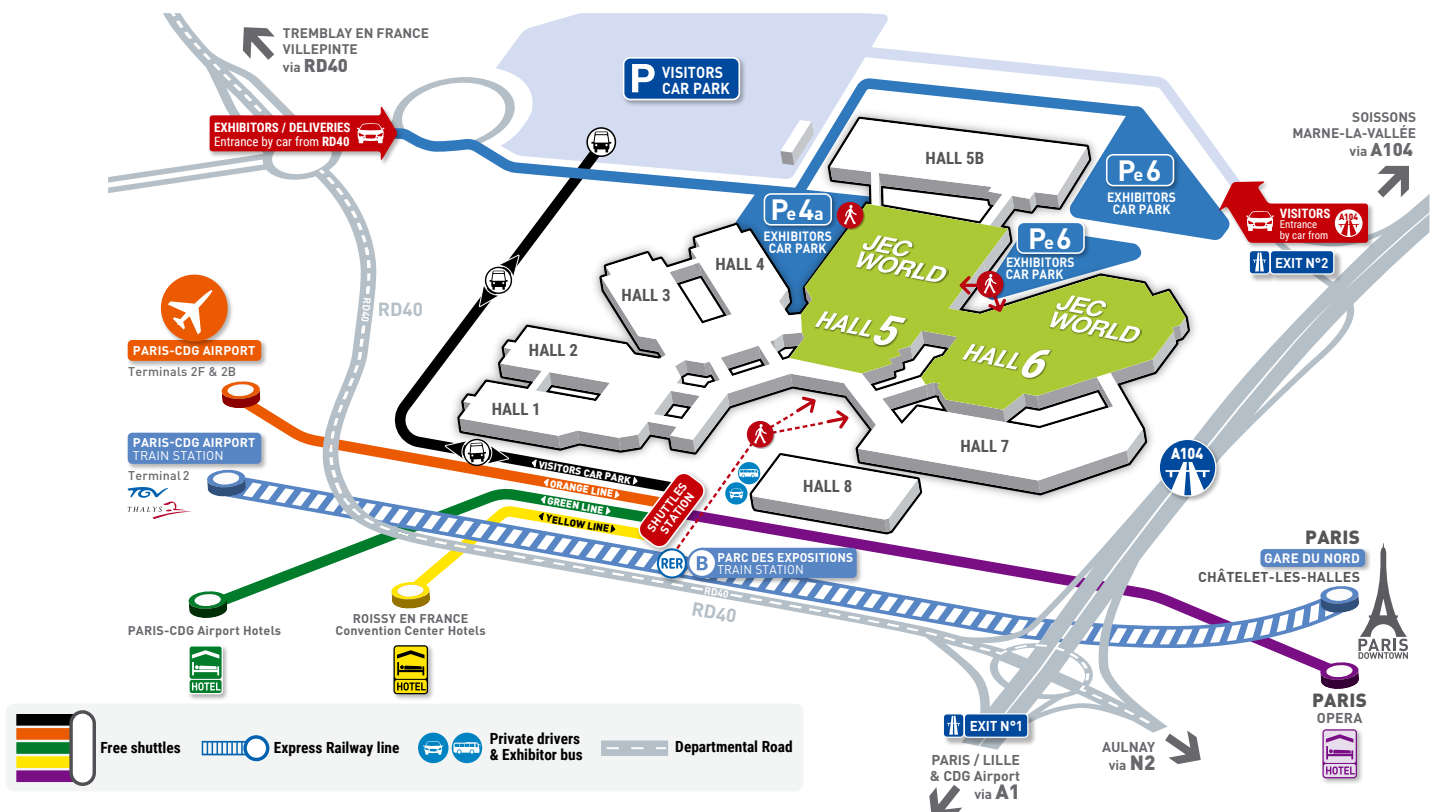 TREMBLAY EN FRANCE
VILLEPINTE
via RD40
P VISITORS
CAR PARK
EXHIBITORS / DELIVERIES
Entrance by car from RD40
SOISSONS
MARNE-LA-VALLÉE
via A104
HALL 5B
Pe 6
EXHIBITORS
CAR PARK
Pe 4a
EXHIBITORS
CAR PARK
VISITORS
Entrance
by car from
A104
EXIT N°2
Pe 6
EXHIBITORS
CAR PARK
JEC
WORLD
HALL 5
JEC
WORLD
HALL 6
HALL 4
HALL 3
HALL 2
HALL 1
HALL 7
HALL 8
RD40
RD40
PARIS-CDG AIRPORT
Terminals 2F & 2B
PARIS-CDG AIRPORT
TRAIN STATION
Terminal 2
TGV
THALYS
VISITORS CAR PARK
ORANGE LINE
GREEN LINE
YELLOW LINE
SHUTTLES
STATION
A104
RER B PARC DES EXPOSITIONS
TRAIN STATION
RD40
RD40
PARIS
GARE DU NORD
CHÂTELET-LES-HALLES
PARIS
DOWNTOWN
PARIS-CDG Airport Hotels
HOTEL
ROISSY EN FRANCE
Convention Center Hotels
HOTEL
PARIS
OPERA
HOTEL
EXIT N°1
PARIS / LILLE
& CDG Airport
via A1
AULNAY
via N2
Free shuttles
Express Railway line
Private drivers
& Exhibitor bus
Departmental Road